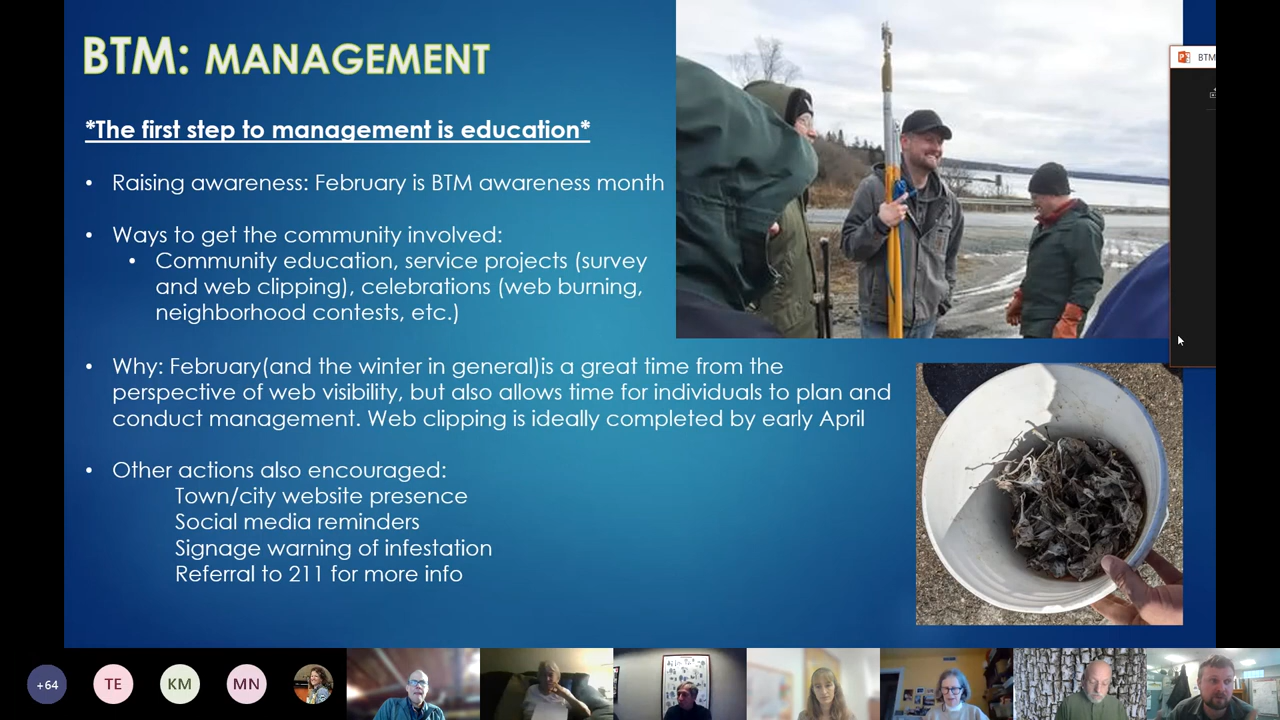 BTM: MANAGEMENT
*The first step to management is education*
• Raising awareness: February is BTM awareness month
• Ways to get the community involved:
• Community education, service projects (survey
and web clipping), celebrations (web burning,
neighborhood contests, etc.)
• Why: February(and the winter in general)is a great time from the
perspective of web visibility, but also allows time for individuals to plan and
conduct management. Web clipping is ideally completed by early April
• Other actions also encouraged:
Town/city website presence
Social media reminders
Signage warning of infestation
Referral to 211 for more info
BTM
+64
TE
KM
MN